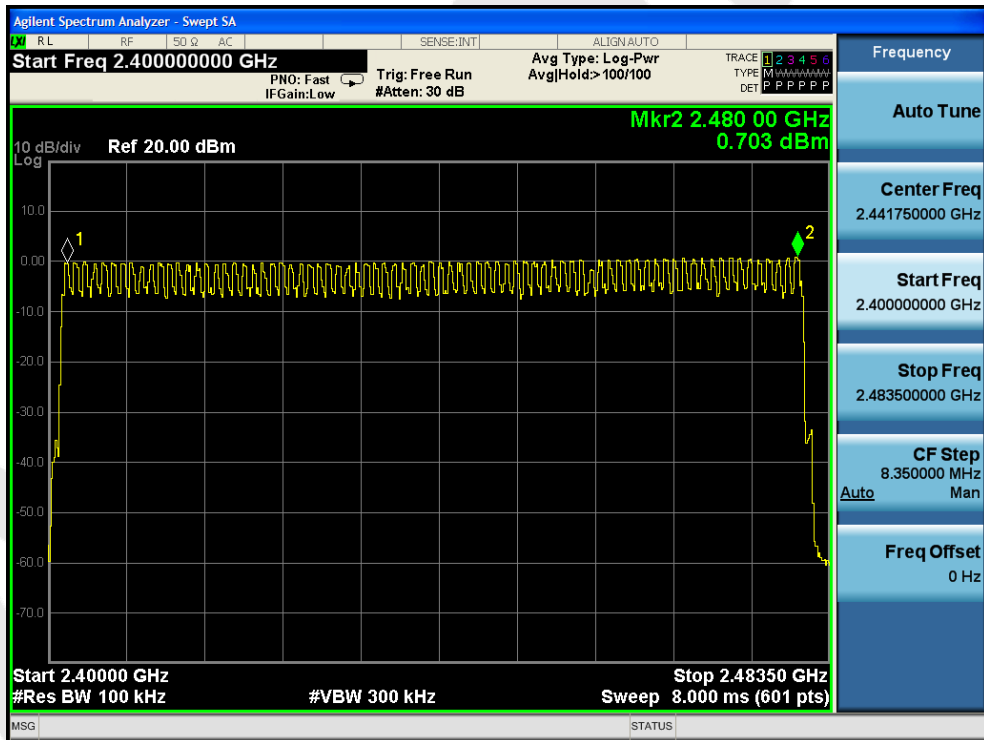 Agilent Spectrum Analyzer - Swept SA
LXI RL RF 50 Ω AC SENSE:INT ALIGN AUTO
Start Freq 2.400000000 GHz
PNO: Fast
IFGain:Low
Trig: Free Run
#Atten: 30 dB
Avg Type: Log-Pwr
Avg|Hold:> 100/100
TRACE 1 2 3 4 5 6
TYPE M WWWWW
DET P P P P P P
Mkr2 2.480 00 GHz
0.703 dBm
10 dB/div Ref 20.00 dBm
Log
10.0
0.00
-10.0
-20.0
-30.0
-40.0
-50.0
-60.0
-70.0
1
2
Start 2.40000 GHz Stop 2.48350 GHz
#Res BW 100 kHz #VBW 300 kHz Sweep 8.000 ms (601 pts)
MSG STATUS
Frequency
Auto Tune
Center Freq
2.441750000 GHz
Start Freq
2.400000000 GHz
Stop Freq
2.483500000 GHz
CF Step
8.350000 MHz
Auto Man
Freq Offset
0 Hz